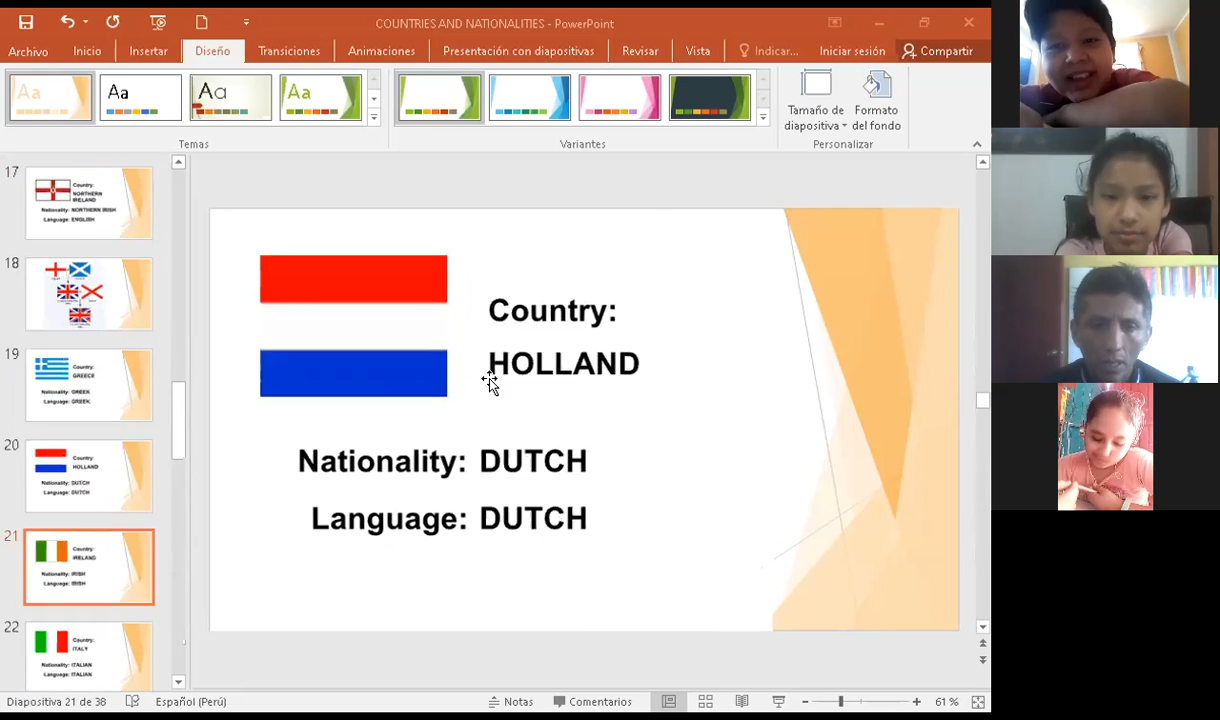 COUNTRIES AND NATIONALITIES - PowerPoint
Archivo Inicio Insertar Diseño Transiciones Animaciones Presentación con diapositivas Revisar Vista Indicar... Iniciar sesión Compartir
Aa Aa Aa Aa
Tamaño de diapositiva
Formato del fondo
Temas Variantes Personalizar
17
Country:
NORTHERN
IRELAND
Nationality: NORTHERN IRISH
Language: ENGLISH
18
19
Country:
GREECE
Nationality: GREEK
Language: GREEK
20
Country:
HOLLAND
Nationality: DUTCH
Language: DUTCH
21
Country:
IRELAND
Nationality: IRISH
Language: IRISH
22
Country:
ITALY
Nationality: ITALIAN
Language: ITALIAN
Country:
HOLLAND
Nationality: DUTCH
Language: DUTCH
Diapositiva 21 de 38 Español (Perú) Notas Comentarios 61 %